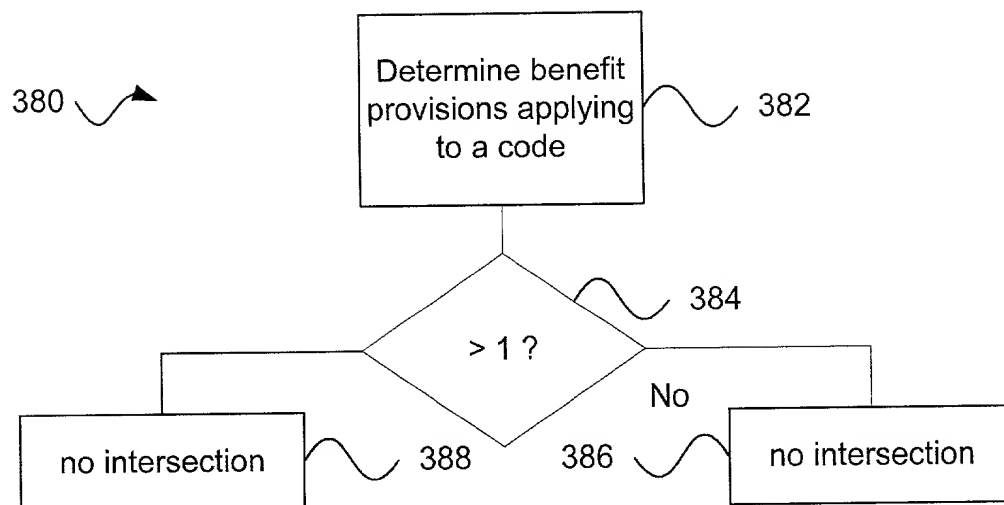 Determine benefit
provisions applying
to a code
380
382
384
> 1 ?
No
no intersection
388
386
no intersection